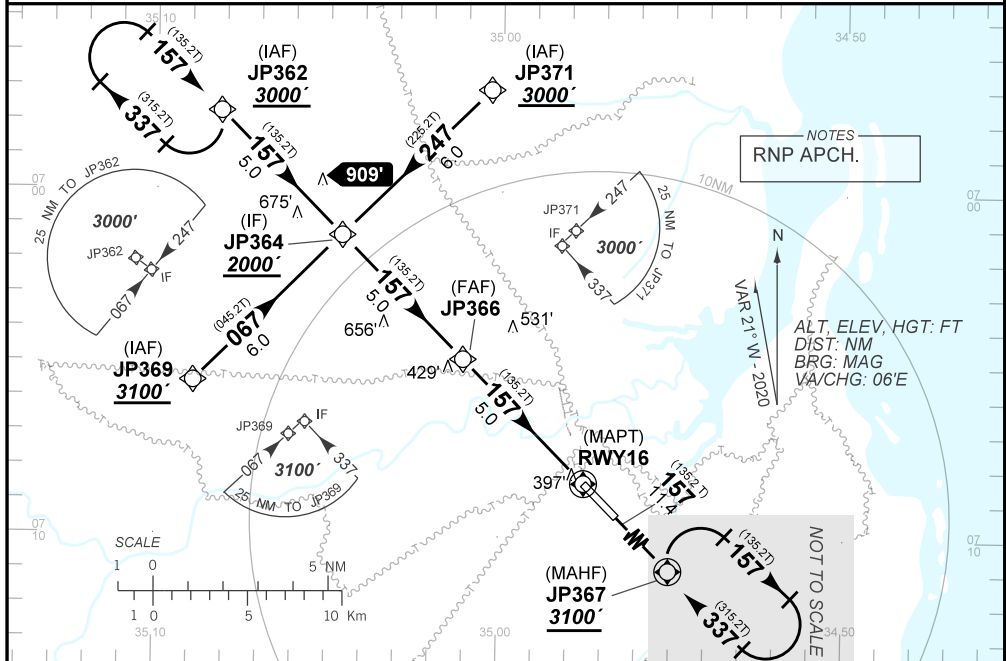 35 10
35 00
34 50
(135.2T)
157
(315.2T)
337
(IAF)
JP362
3000´
(IAF)
JP371
3000´
(135.2T)
157
5.0
(225.2T)
247
6.0
NOTES
RNP APCH.
909'
675'
07
00
07
00
10NM
25 NM TO JP362
3000'
JP362
IF
247
067
(IF)
JP364
2000´
JP371
IF
247
3000´
337
25 NM TO JP371
N
VAR 21° W - 2020
ALT, ELEV, HGT: FT
DIST: NM
BRG: MAG
VA/CHG: 06'E
(135.2T)
157
5.0
656'
(FAF)
JP366
531'
(045.2T)
067
6.0
(IAF)
JP369
3100´
429'
(135.2T)
157
5.0
JP369
IF
067
3100´
337
25 NM TO JP369
(MAPT)
RWY16
397'
(135.2T)
157
11.4
07
10
07
10
SCALE
1 0 5 NM
1 0 5 10 Km
(MAHF)
JP367
3100´
(135.2T)
157
(315.2T)
337
NOT TO SCALE
35 10
35 00
34 50